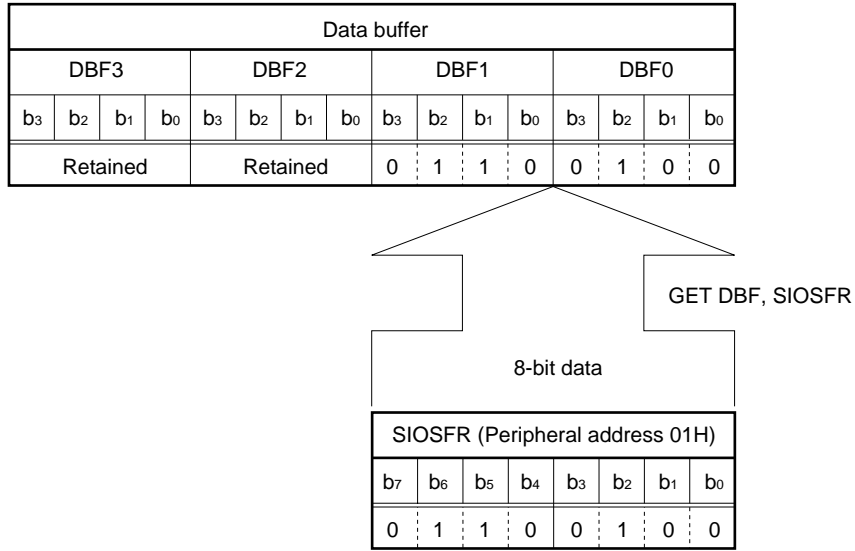 Data buffer
DBF3 DBF2 DBF1 DBF0
b3 b2 b1 b0 b3 b2 b1 b0 b3 b2 b1 b0 b3 b2 b1 b0
Retained Retained 0 1 1 0 0 1 0 0
GET DBF, SIOSFR
8-bit data
SIOSFR (Peripheral address 01H)
b7 b6 b5 b4 b3 b2 b1 b0
0 1 1 0 0 1 0 0